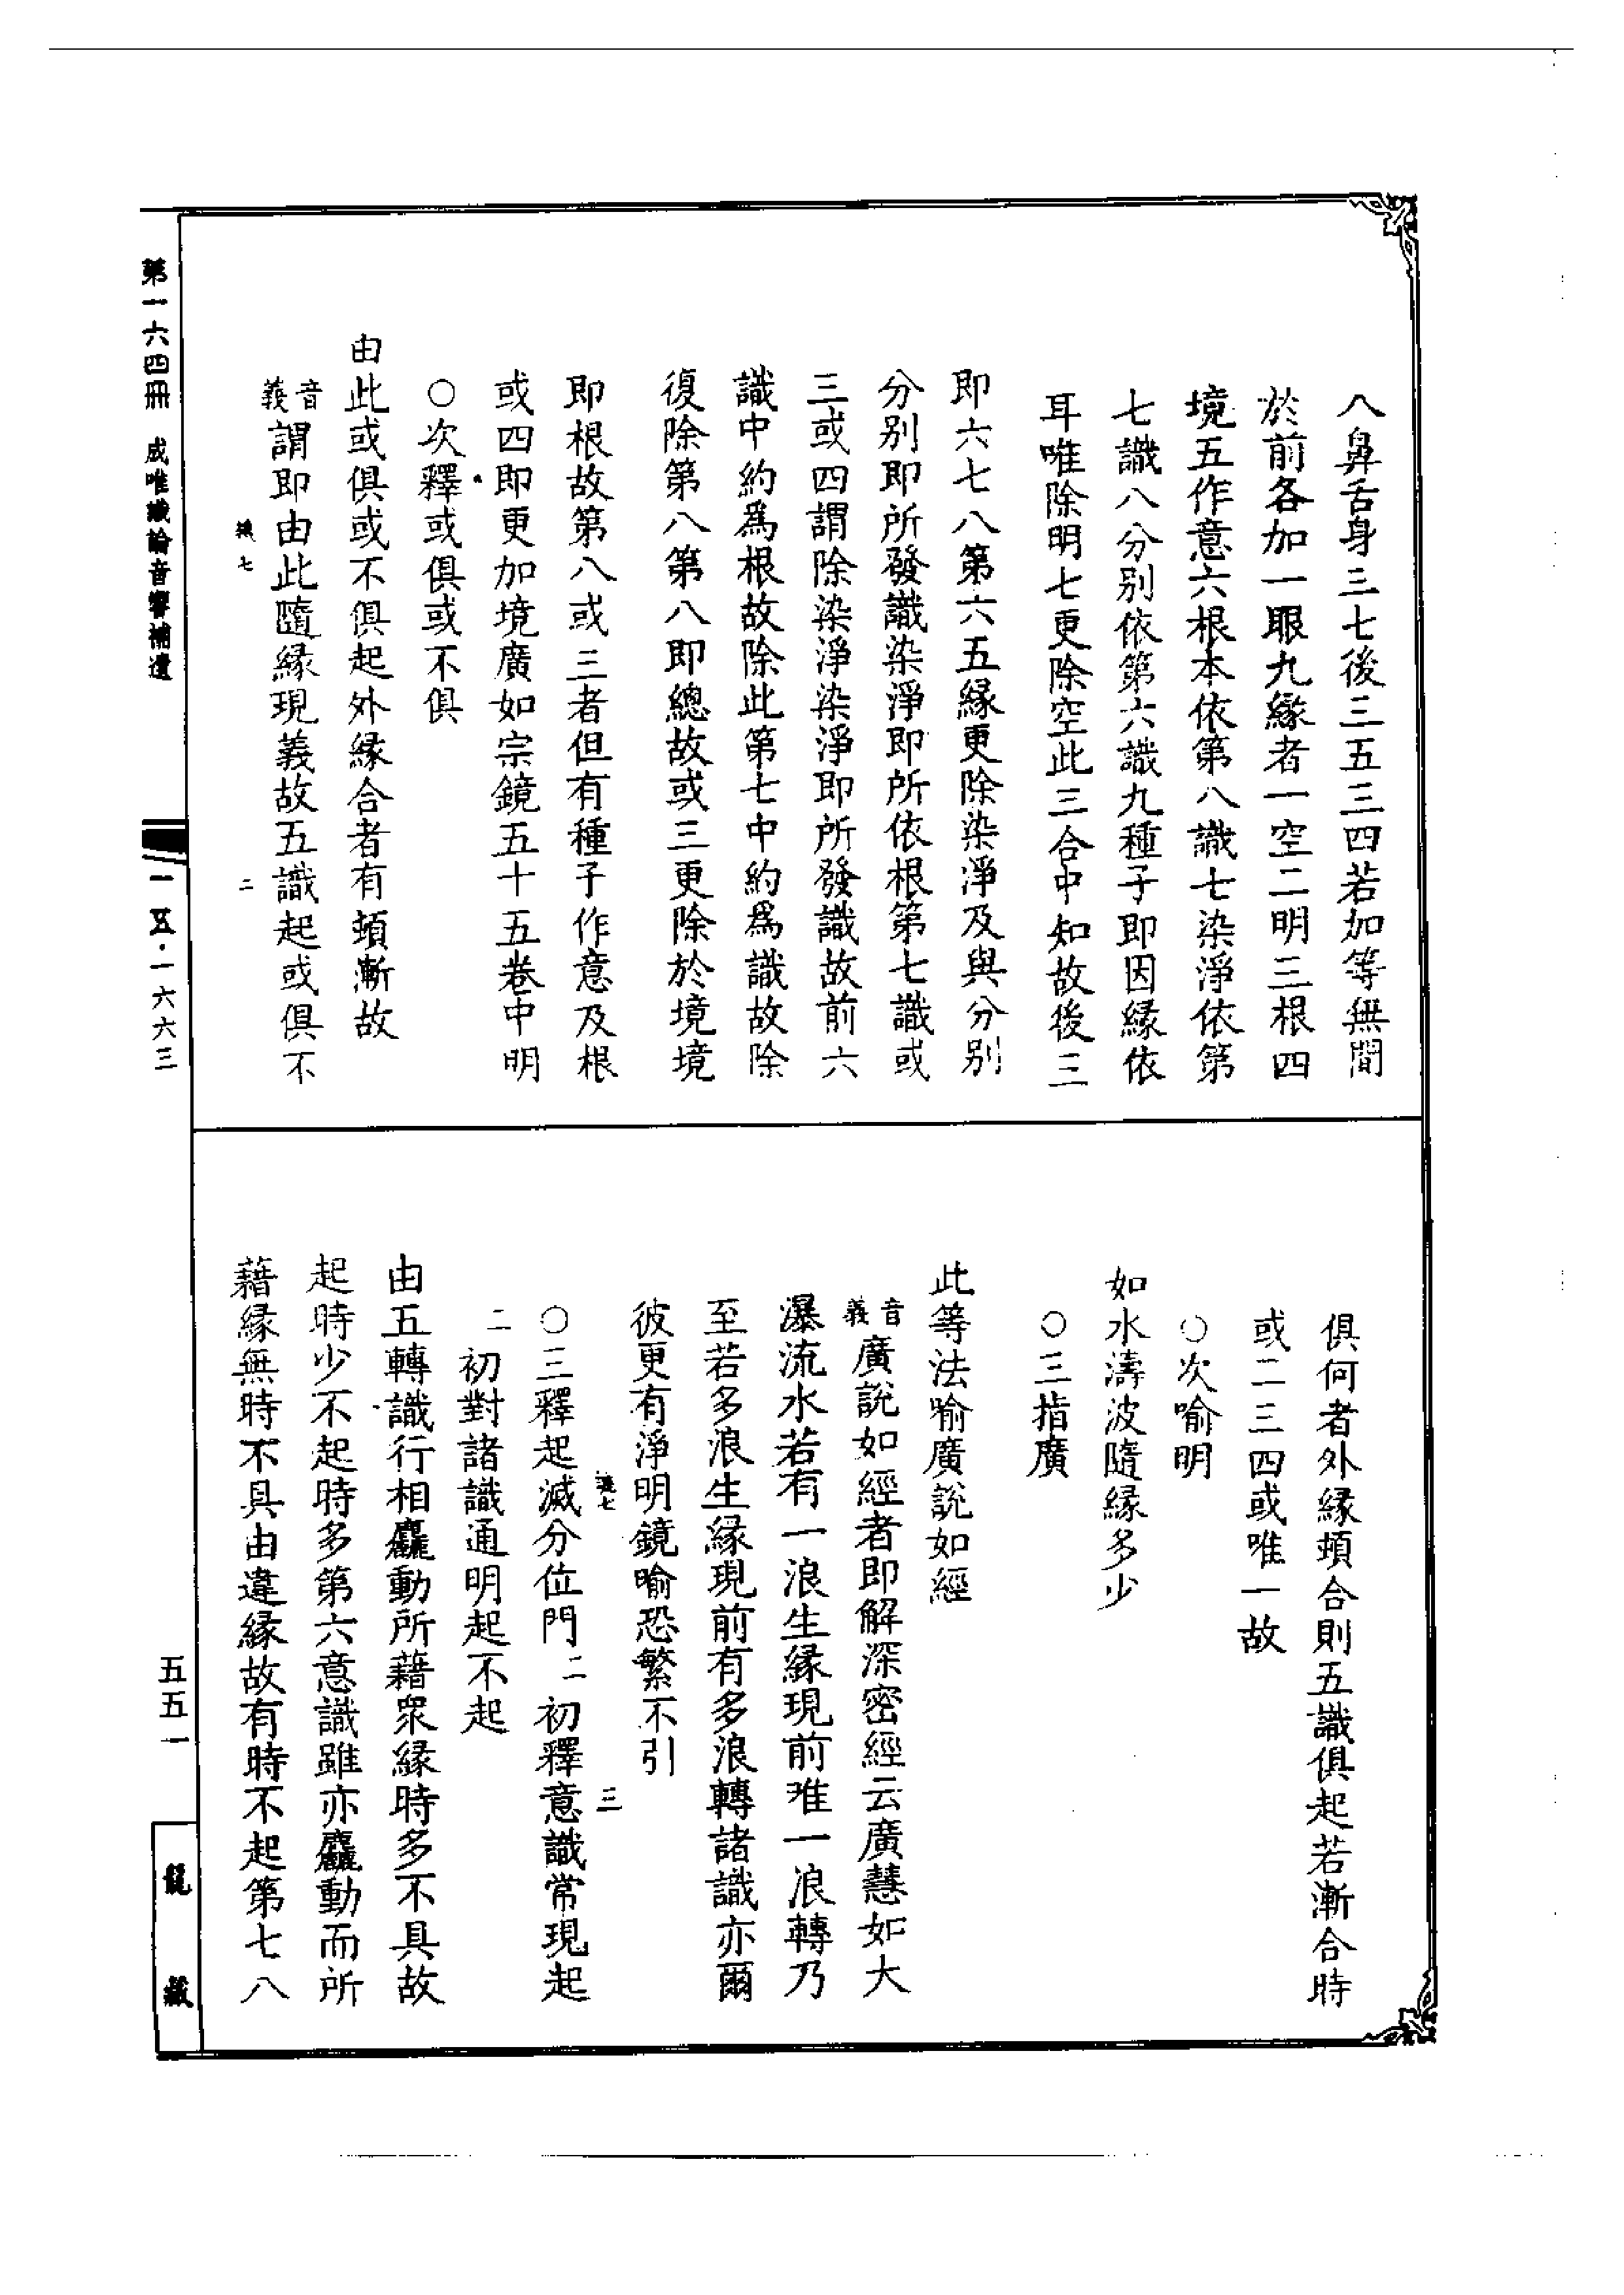 八鼻舌身三七後三五三四若加等無間
於前各加一眼九緣者一空二明三根四
境五作意六根本依第八識七染淨依第
七識八分别依第六識九種子即因緣依
耳唯除明七更除空此三合中知故後三
即六七八第六五緣更除染淨及與分别
分别即所發識染淨即所依根第七識或
三或四謂除染淨染淨即所發識故前六
識中約爲根故除此第七中約爲識故除
復除第八第八即總故或三更除於境境
即根故第八或三者但有種子作意及根
或四即更加境廣如宗鏡五十五卷中明
○次釋或俱或不俱
由此或俱或不俱起外緣合者有頓漸故
音義謂即由此隨緣現義故五識起或俱不
俱何者外緣頓合則五識俱起若漸合時
或二三四或唯一故
○次喻明
如水濤波隨緣多少
○三指廣
此等法喻廣說如經
音義廣說如經者即解深密經云廣慧如大
瀑流水若有一浪生緣現前唯一浪轉乃
至若多浪生緣現前有多浪轉諸識亦爾
彼更有淨明鏡喻恐繁不引
○三釋起滅分位門二初釋意識常現起
二初對諸識通明起不起
由五轉識行相麤動所藉眾緣時多不具故
起時少不起時多第六意識雖亦麤動而所
藉緣無時不具由違緣故有時不起第七八
第一六四冊 成唯識論音響補遺
一五·一六六三
五五一
龍藏
二
三